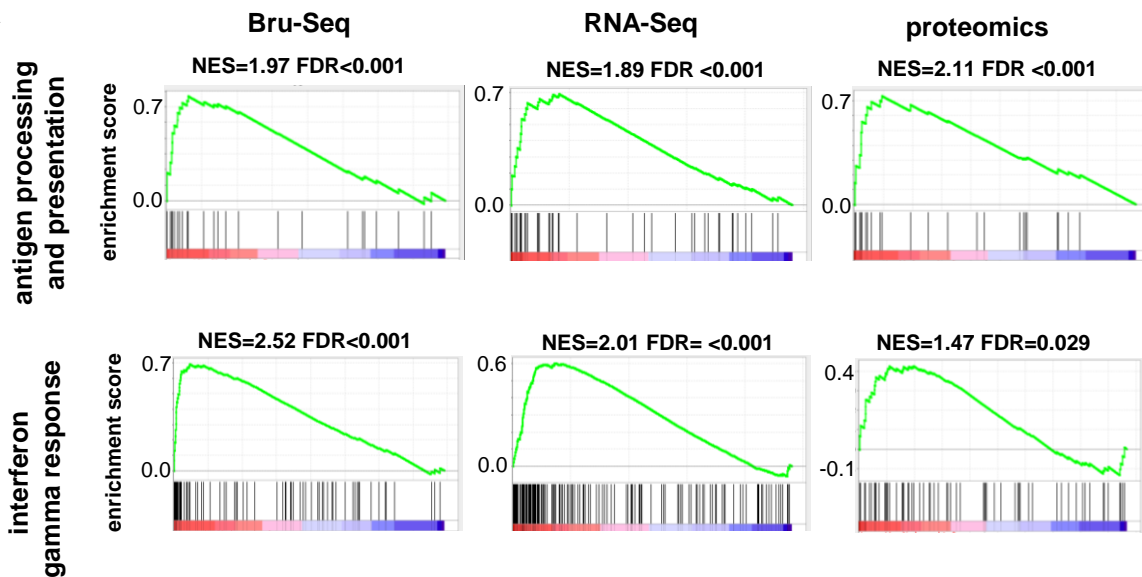 Bru-Seq
RNA-Seq
proteomics
antigen processing
and presentation
enrichment score
NES=1.97 FDR<0.001
0.7
0.0
NES=1.89 FDR <0.001
0.7
0.0
NES=2.11 FDR <0.001
0.7
0.0
interferon
gamma response
enrichment score
NES=2.52 FDR<0.001
0.7
0.0
NES=2.01 FDR= <0.001
0.6
0.0
NES=1.47 FDR=0.029
0.4
-0.1